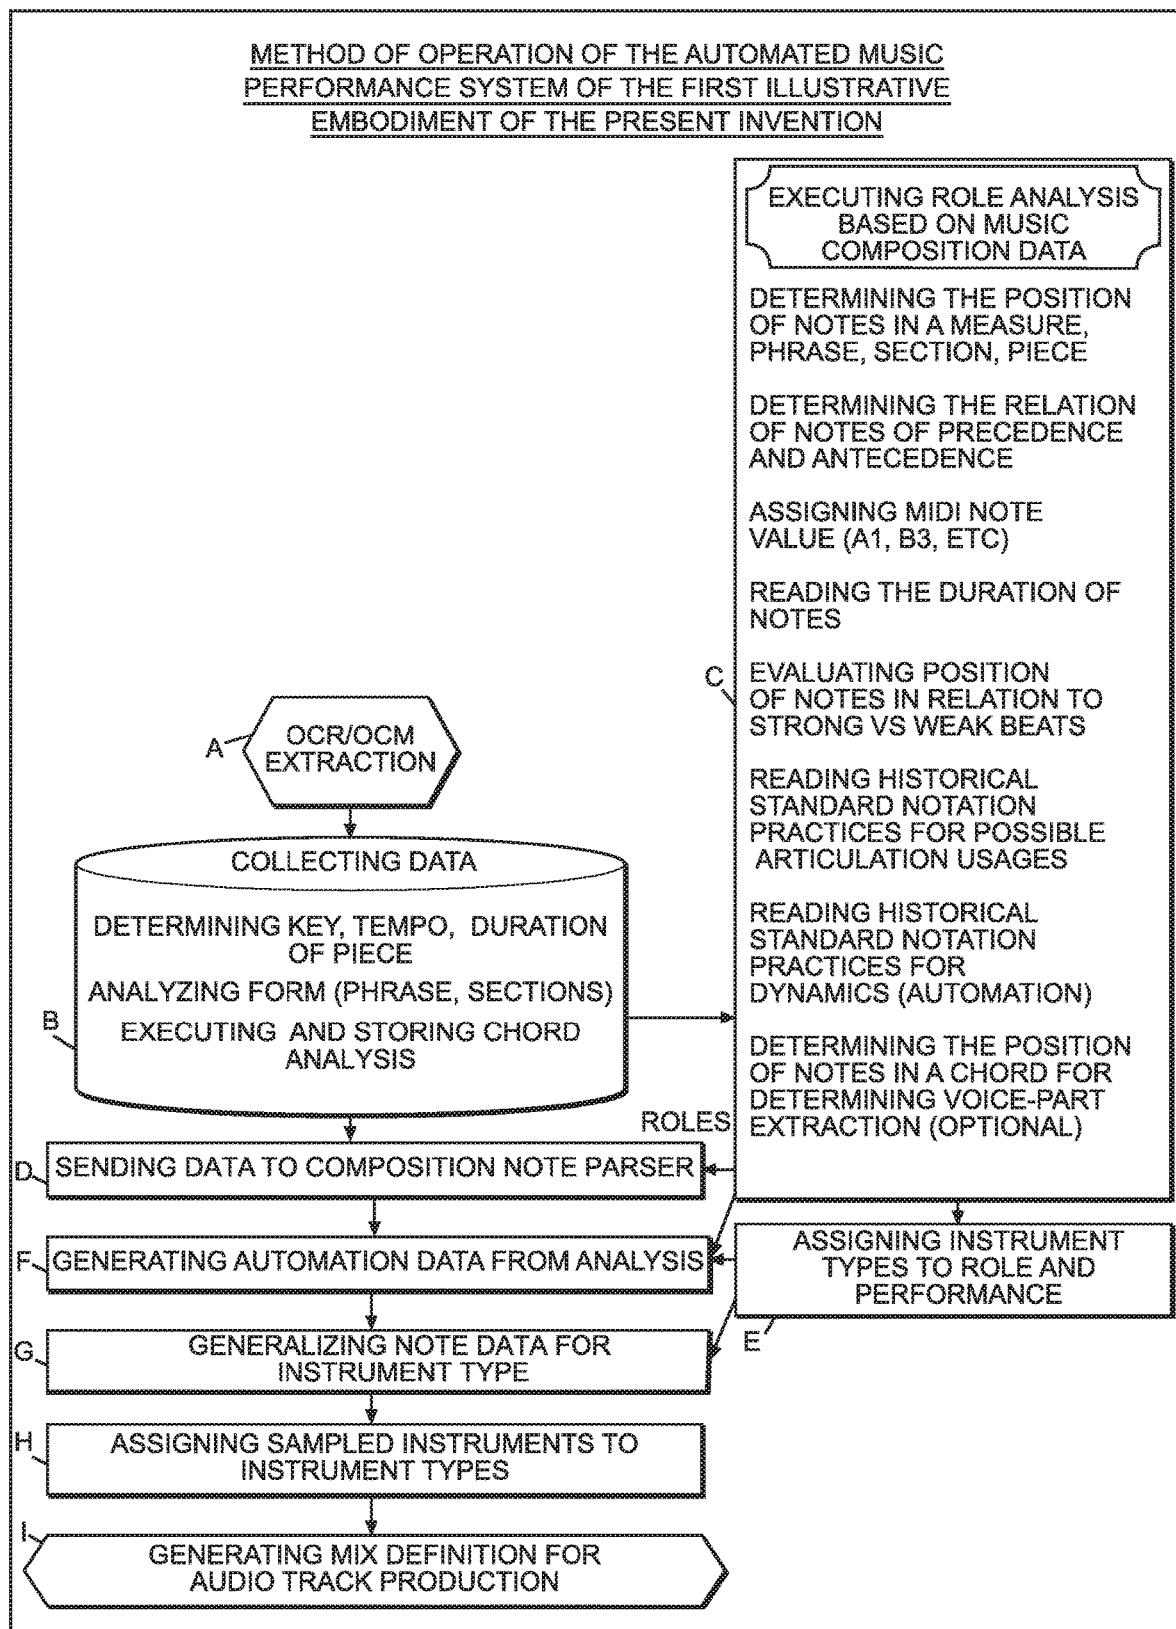 METHOD OF OPERATION OF THE AUTOMATED MUSIC
PERFORMANCE SYSTEM OF THE FIRST ILLUSTRATIVE
EMBODIMENT OF THE PRESENT INVENTION
EXECUTING ROLE ANALYSIS
BASED ON MUSIC
COMPOSITION DATA
DETERMINING THE POSITION
OF NOTES IN A MEASURE,
PHRASE, SECTION, PIECE
DETERMINING THE RELATION
OF NOTES OF PRECEDENCE
AND ANTECEDENCE
ASSIGNING MIDI NOTE
VALUE (A1, B3, ETC)
READING THE DURATION OF
NOTES
C
EVALUATING POSITION
OF NOTES IN RELATION TO
STRONG VS WEAK BEATS
READING HISTORICAL
STANDARD NOTATION
PRACTICES FOR POSSIBLE
ARTICULATION USAGES
READING HISTORICAL
STANDARD NOTATION
PRACTICES FOR
DYNAMICS (AUTOMATION)
DETERMINING THE POSITION
OF NOTES IN A CHORD FOR
DETERMINING VOICE-PART
EXTRACTION (OPTIONAL)
A
OCR/OCM
EXTRACTION
COLLECTING DATA
DETERMINING KEY, TEMPO, DURATION
OF PIECE
ANALYZING FORM (PHRASE, SECTIONS)
B
EXECUTING AND STORING CHORD
ANALYSIS
ROLES
D
SENDING DATA TO COMPOSITION NOTE PARSER
F
GENERATING AUTOMATION DATA FROM ANALYSIS
ASSIGNING INSTRUMENT
TYPES TO ROLE AND
PERFORMANCE
E
G
GENERALIZING NOTE DATA FOR
INSTRUMENT TYPE
H
ASSIGNING SAMPLED INSTRUMENTS TO
INSTRUMENT TYPES
I
GENERATING MIX DEFINITION FOR
AUDIO TRACK PRODUCTION